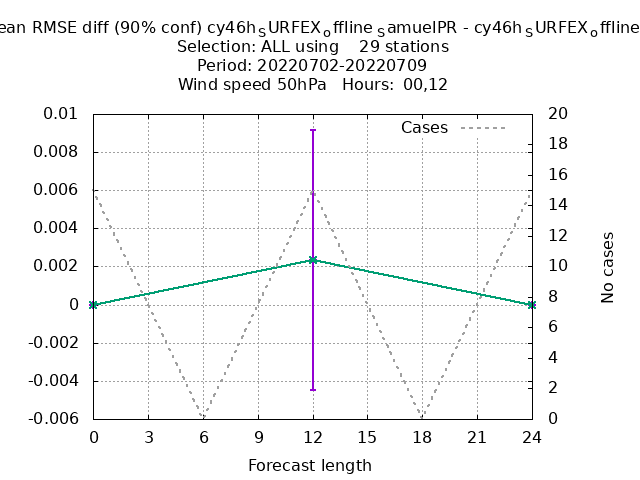 ean RMSE diff (90% conf) cy46hSURFEXoffline samuelPR - cy46hSURFEXoffline
Selection: ALL using    29 stations
Period: 20220702-20220709
Wind speed 50hPa   Hours:  00,12
Cases
0.01
0.008
0.006
0.004
0.002
0
-0.002
-0.004
-0.006
20
18
16
14
12
10
8
6
4
2
0
No cases
0 3 6 9 12 15 18 21 24
Forecast length